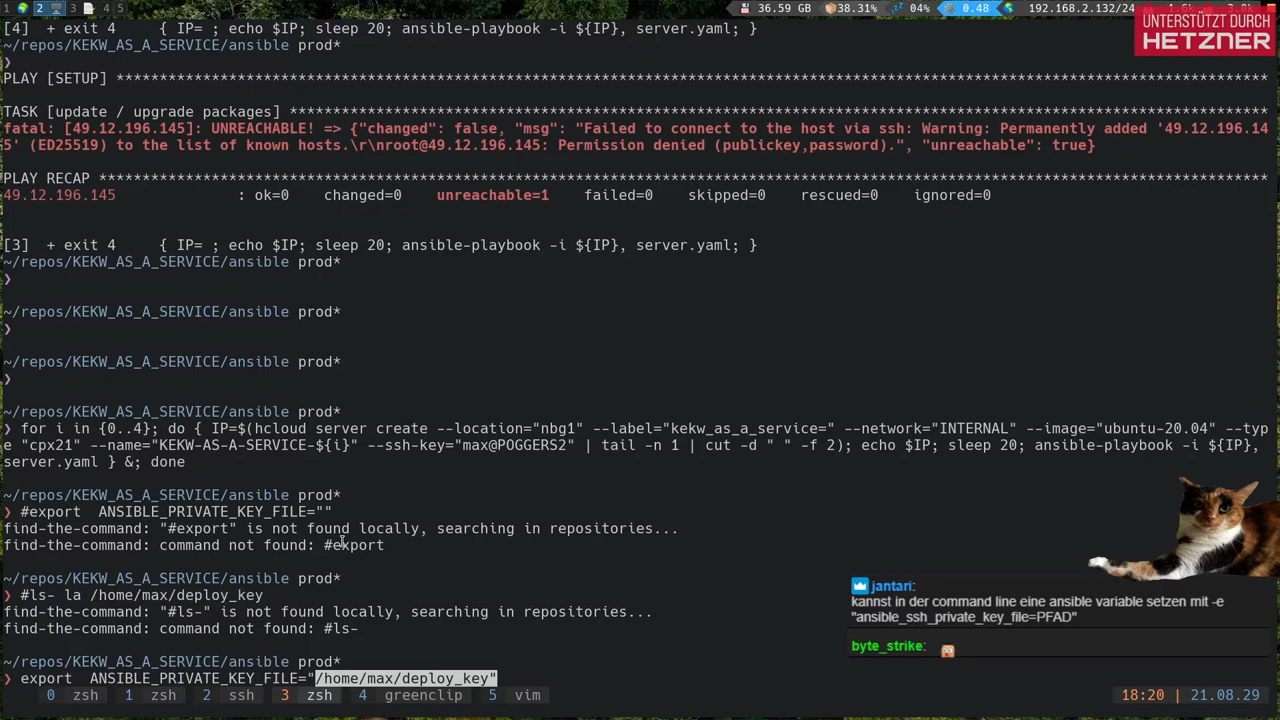 1 2 3 4 5 36.59 GB 38.31% 04% 0.48 192.168.2.132/24 1.6k 3.0k
UNTERSTÜTZT DURCH
HETZNER
[4]  + exit 4     { IP= ; echo $IP; sleep 20; ansible-playbook -i ${IP}, server.yaml; }
~/repos/KEKW_AS_A_SERVICE/ansible prod*
❯
PLAY [SETUP] *************************************************************************************************************************************
TASK [update / upgrade packages] *****************************************************************************************************************
fatal: [49.12.196.145]: UNREACHABLE! => {"changed": false, "msg": "Failed to connect to the host via ssh: Warning: Permanently added '49.12.196.14
5' (ED25519) to the list of known hosts.\r\nroot@49.12.196.145: Permission denied (publickey,password).", "unreachable": true}
PLAY RECAP ***************************************************************************************************************************************
49.12.196.145              : ok=0    changed=0    unreachable=1    failed=0    skipped=0    rescued=0    ignored=0
[3]  + exit 4     { IP= ; echo $IP; sleep 20; ansible-playbook -i ${IP}, server.yaml; }
~/repos/KEKW_AS_A_SERVICE/ansible prod*
❯
~/repos/KEKW_AS_A_SERVICE/ansible prod*
❯
~/repos/KEKW_AS_A_SERVICE/ansible prod*
❯
~/repos/KEKW_AS_A_SERVICE/ansible prod*
❯ for i in {0..4}; do { IP=$(hcloud server create --location="nbg1" --label="kekw_as_a_service=" --network="INTERNAL" --image="ubuntu-20.04" --typ
e "cpx21" --name="KEKW-AS-A-SERVICE-${i}" --ssh-key="max@POGGERS2" | tail -n 1 | cut -d " " -f 2); echo $IP; sleep 20; ansible-playbook -i ${IP},
server.yaml } &; done
~/repos/KEKW_AS_A_SERVICE/ansible prod*
❯ #export  ANSIBLE_PRIVATE_KEY_FILE=""
find-the-command: "#export" is not found locally, searching in repositories...
find-the-command: command not found: #export
~/repos/KEKW_AS_A_SERVICE/ansible prod*
❯ #ls- la /home/max/deploy_key
find-the-command: "#ls-" is not found locally, searching in repositories...
find-the-command: command not found: #ls-
~/repos/KEKW_AS_A_SERVICE/ansible prod*
❯ export  ANSIBLE_PRIVATE_KEY_FILE="/home/max/deploy_key"
jantari:
kannst in der command line eine ansible variable setzen mit -e
"ansible_ssh_private_key_file=PFAD"
byte_strike:
0 zsh 1 zsh 2 ssh 3 zsh 4 greenclip 5 vim 18:20 | 21.08.29